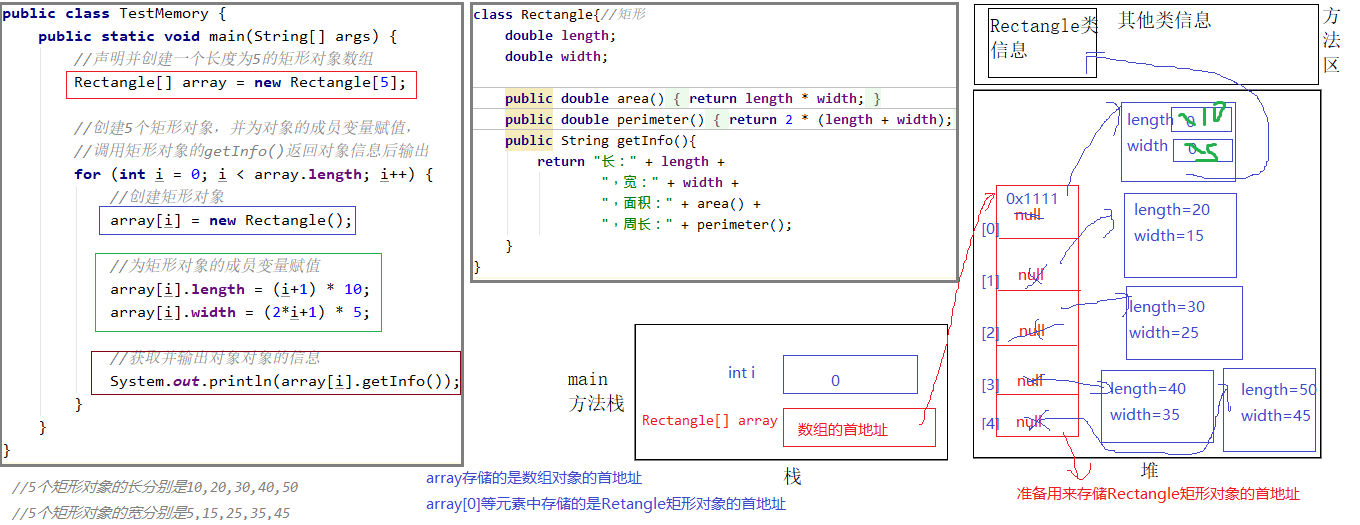 public class TestMemory {
public static void main(String[] args) {
//声明并创建一个长度为5的矩形对象数组
Rectangle[] array = new Rectangle[5];
//创建5个矩形对象，并为对象的成员变量赋值，
//调用矩形对象的getInfo()返回对象信息后输出
for (int i = 0; i < array.length; i++) {
//创建矩形对象
array[i] = new Rectangle();
//为矩形对象的成员变量赋值
array[i].length = (i+1) * 10;
array[i].width = (2*i+1) * 5;
//获取并输出对象对象的信息
System.out.println(array[i].getInfo());
}
}
}
//5个矩形对象的长分别是10,20,30,40,50
//5个矩形对象的宽分别是5,15,25,35,45
class Rectangle{//矩形
double length;
double width;
public double area() { return length * width; }
public double perimeter() { return 2 * (length + width);
public String getInfo(){
return "长：" + length +
"，宽：" + width +
"，面积：" + area() +
"，周长：" + perimeter();
}
}
main
方法栈
int i
0
Rectangle[] array
数组的首地址
栈
array存储的是数组对象的首地址
array[0]等元素中存储的是Retangle矩形对象的首地址
Rectangle类
信息
其他类信息
方
法
区
length 0 10
width 0 5
0x1111
null
[0]
length=20
width=15
null
[1]
length=30
width=25
null
[2]
null
[3]
length=40
width=35
length=50
width=45
null
[4]
堆
准备用来存储Rectangle矩形对象的首地址